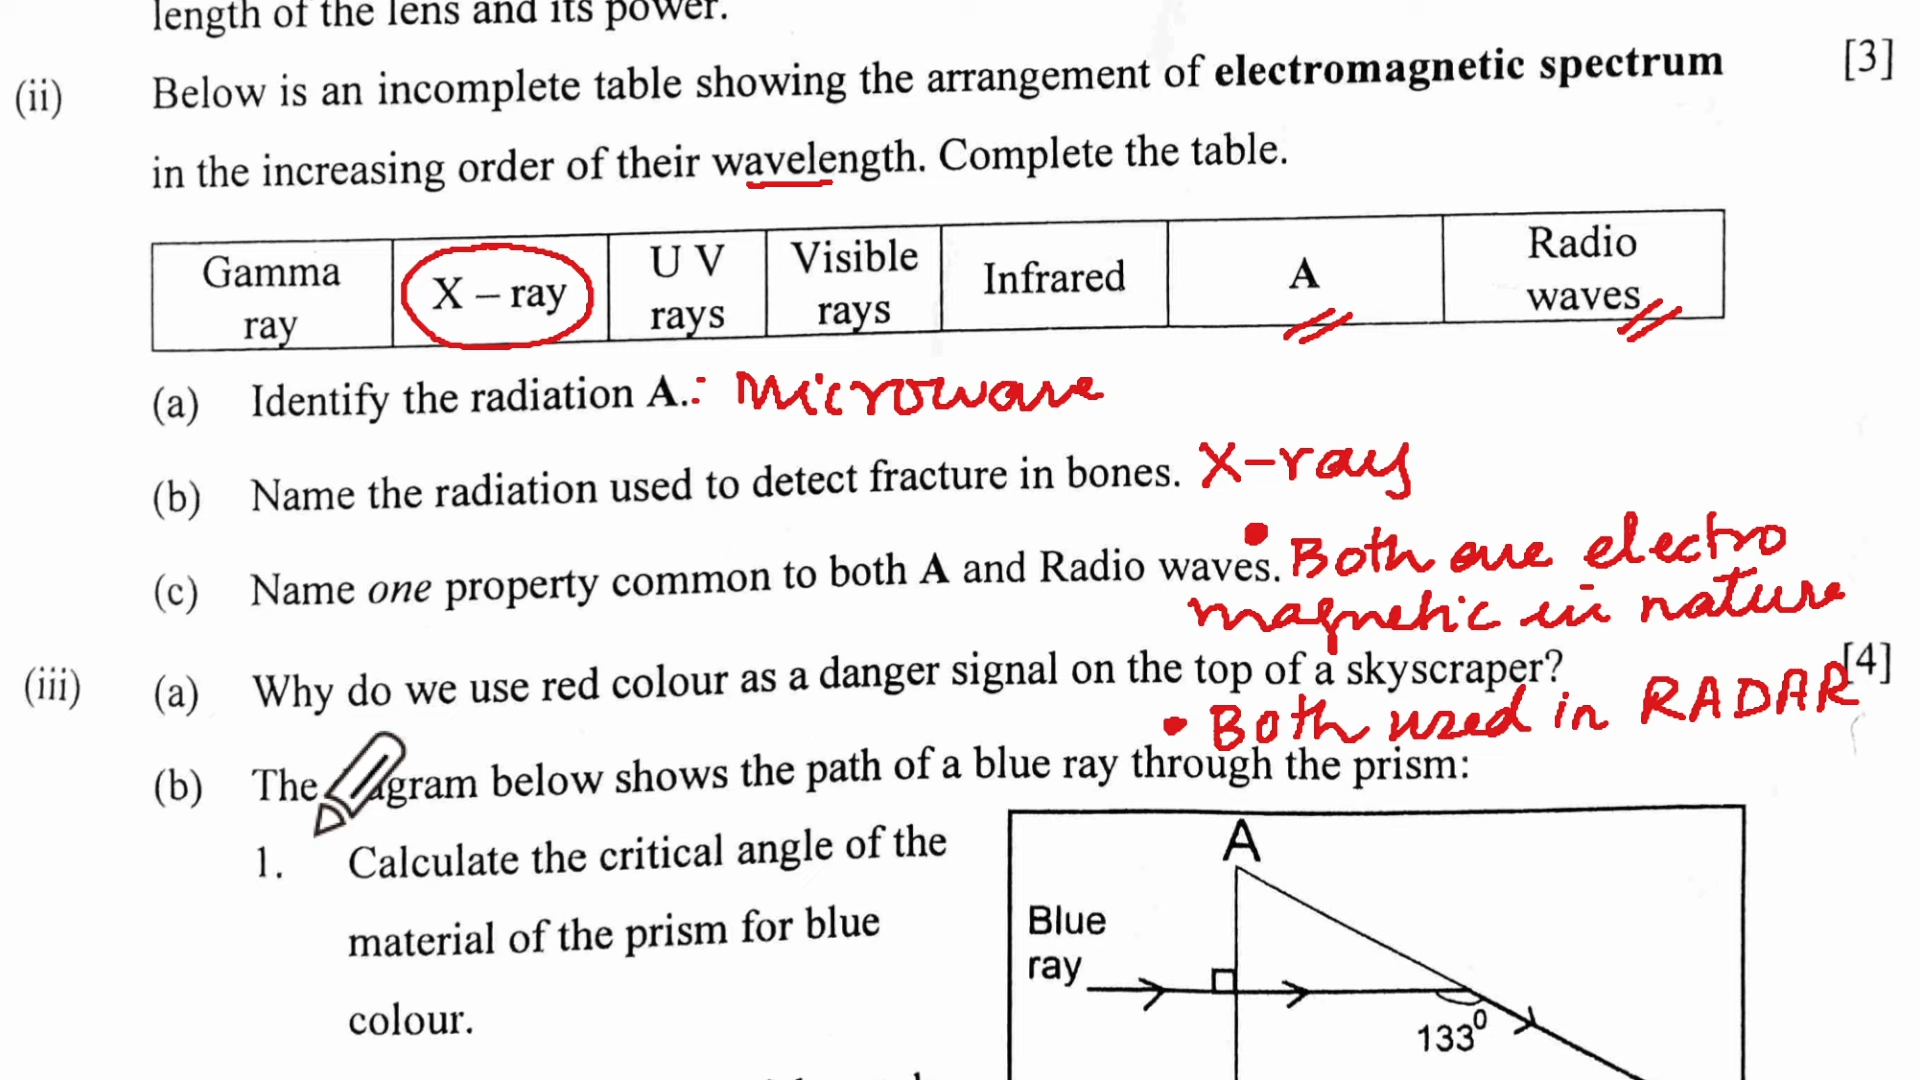 length of the lens and its power.
(ii) Below is an incomplete table showing the arrangement of electromagnetic spectrum [3]
in the increasing order of their wavelength. Complete the table.
Gamma ray
X – ray
U V rays
Visible rays
Infrared
A
Radio waves
(a) Identify the radiation A.: Microwave
(b) Name the radiation used to detect fracture in bones. X-ray
(c) Name one property common to both A and Radio waves. • Both are electro
magnetic in nature
(iii) (a) Why do we use red colour as a danger signal on the top of a skyscraper? [4]
• Both used in RADAR
(b) The gram below shows the path of a blue ray through the prism:
1. Calculate the critical angle of the
material of the prism for blue
colour.
A
Blue
ray
133⁰